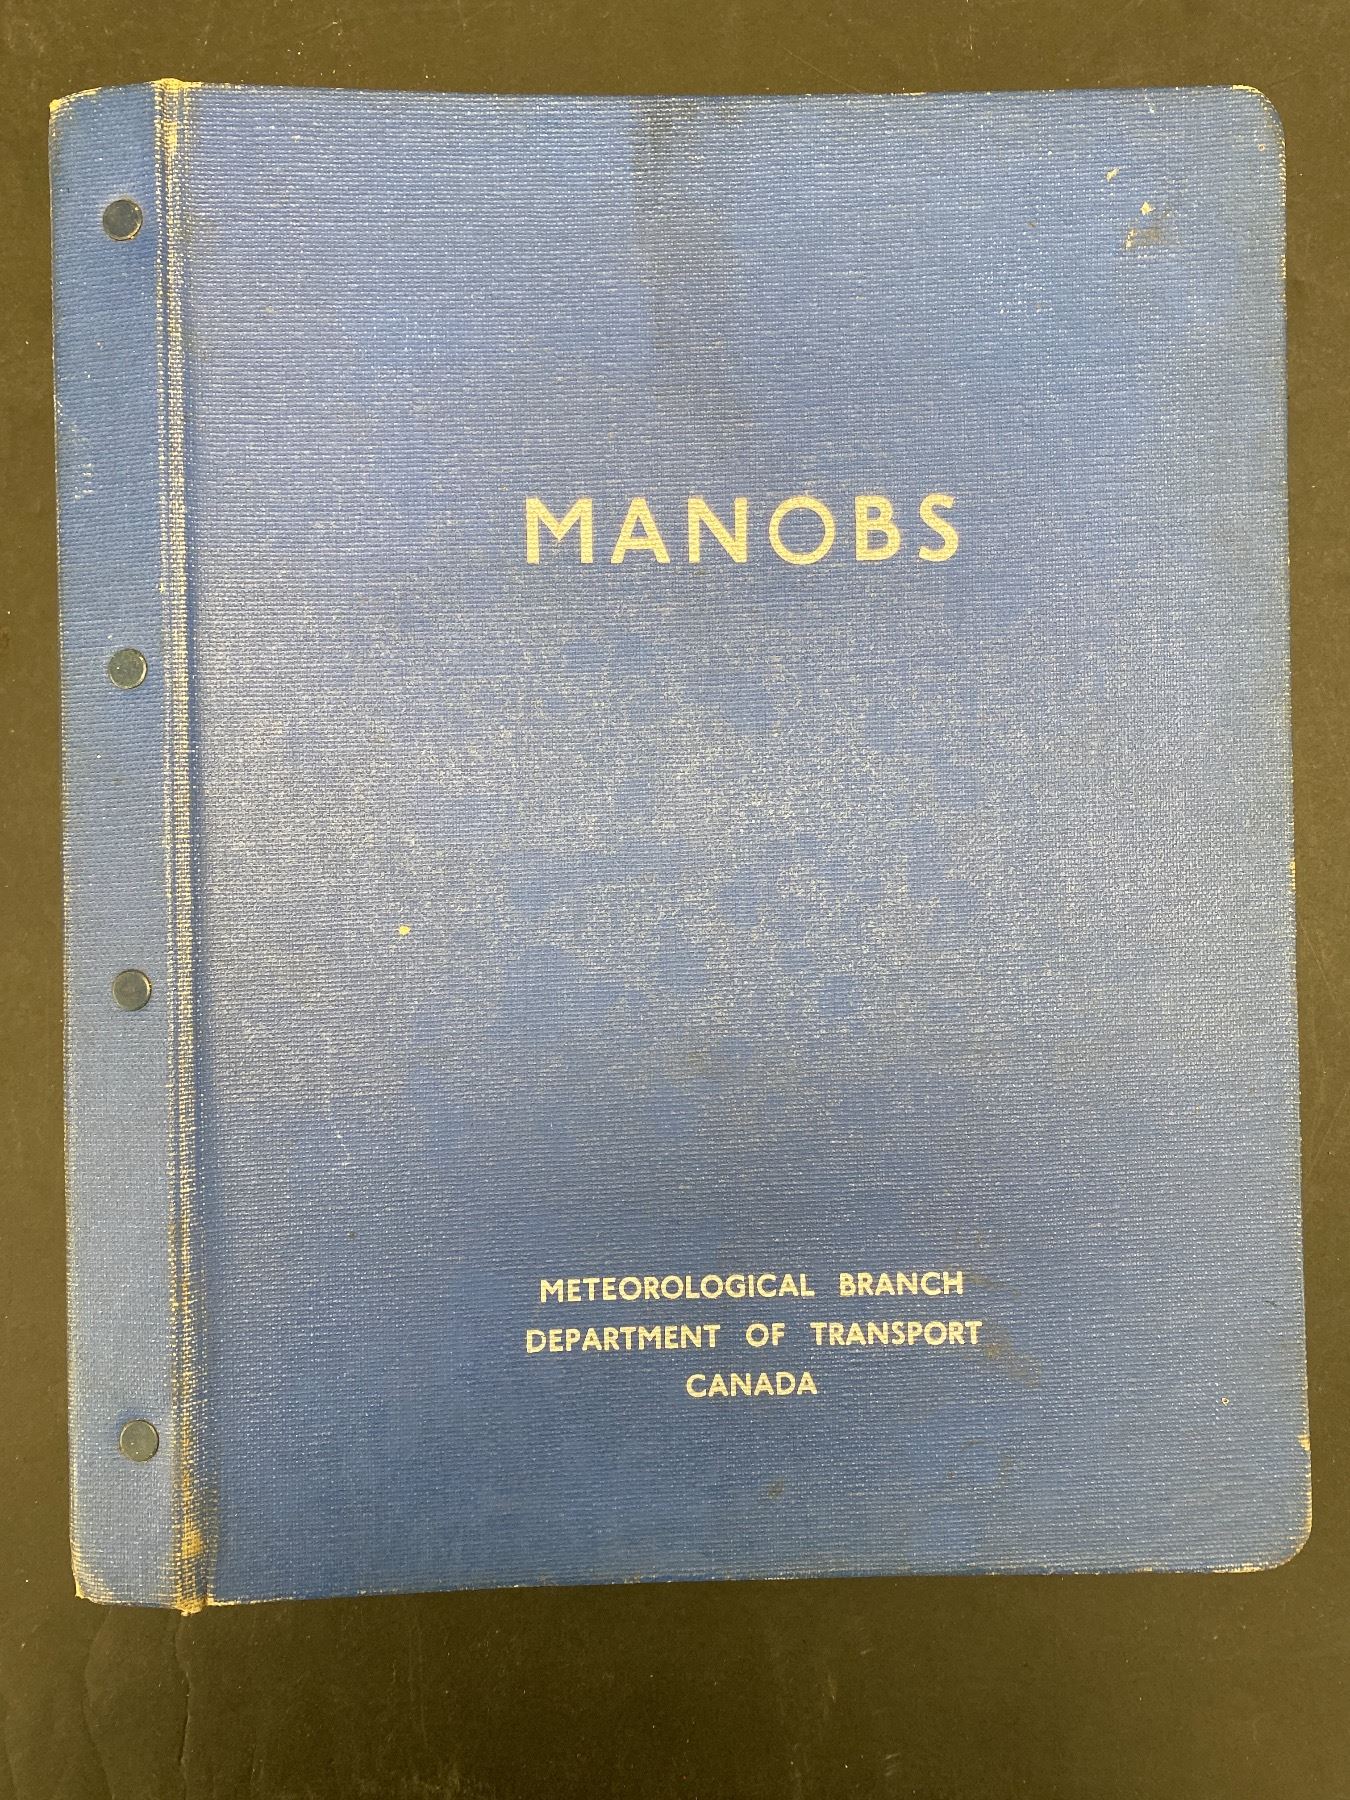 MANOBS
METEOROLOGICAL BRANCH
DEPARTMENT OF TRANSPORT
CANADA